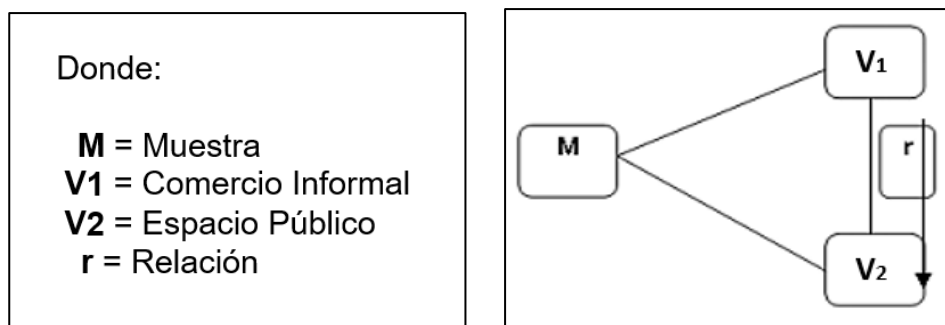 Donde:
M = Muestra
V1 = Comercio Informal
V2 = Espacio Público
r = Relación
V1
M
r
V2